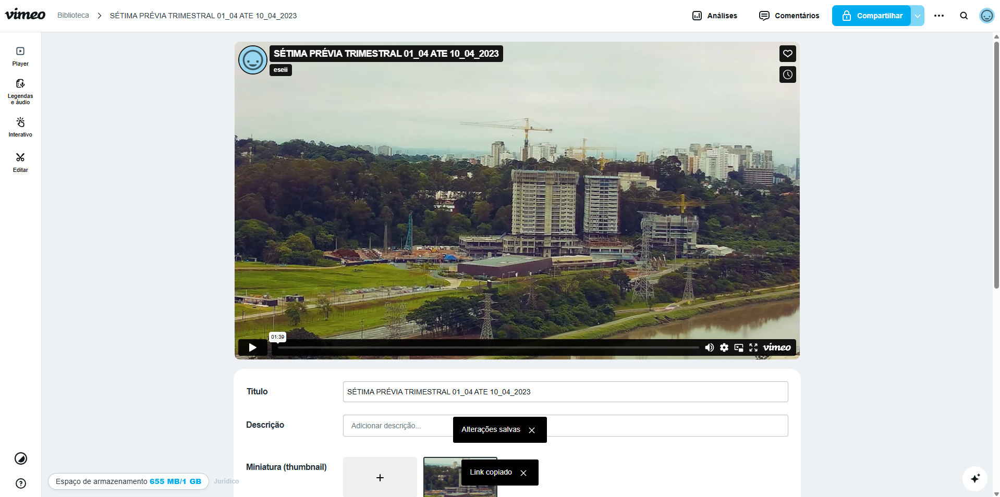 vimeo
Biblioteca
SÉTIMA PRÉVIA TRIMESTRAL 01_04 ATE 10_04_2023
Análises
Comentários
Compartilhar
Player
Legendas
e áudio
Interativo
Editar
SÉTIMA PRÉVIA TRIMESTRAL 01_04 ATE 10_04_2023
eseii
01:39
vimeo
Título
SÉTIMA PRÉVIA TRIMESTRAL 01_04 ATE 10_04_2023
Descrição
Adicionar descrição...
Alterações salvas
Miniatura (thumbnail)
Link copiado
Espaço de armazenamento 655 MB/1 GB
Jurídico